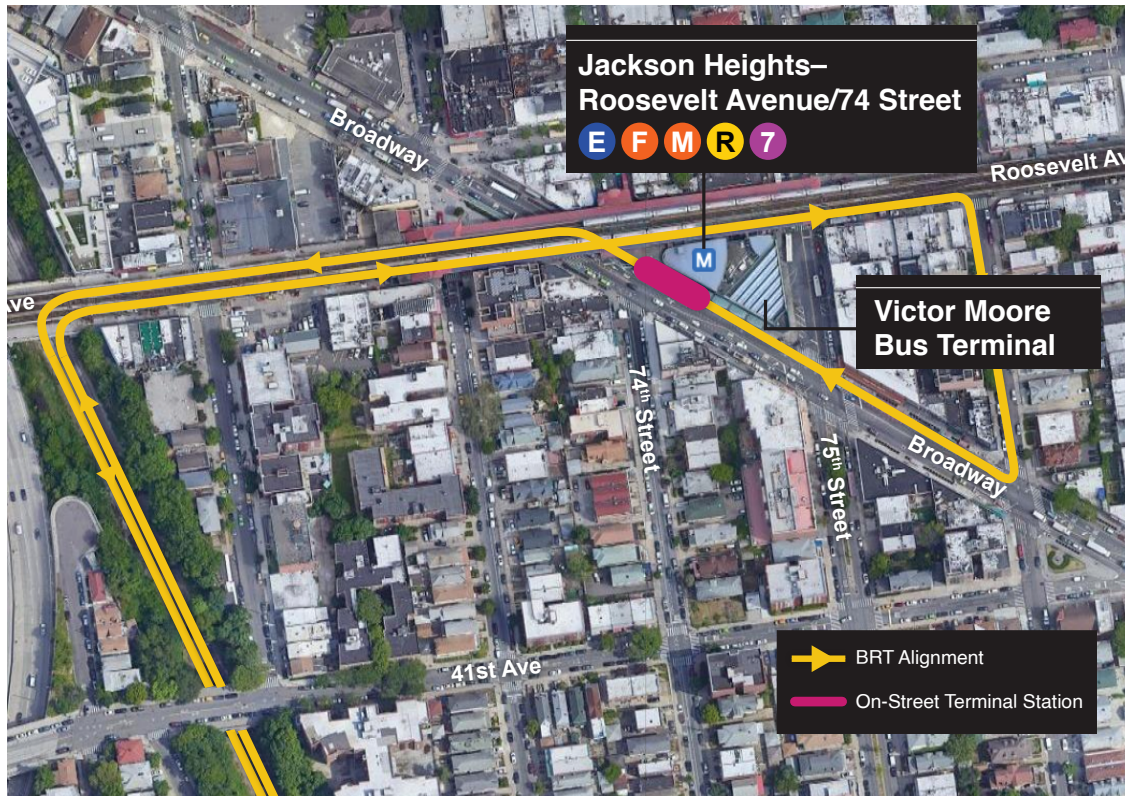 Jackson Heights–
Roosevelt Avenue/74 Street
E F M R 7
Broadway
Roosevelt Av
M
Ave
Victor Moore
Bus Terminal
74th Street
75th Street
Broadway
41st Ave
BRT Alignment
On-Street Terminal Station